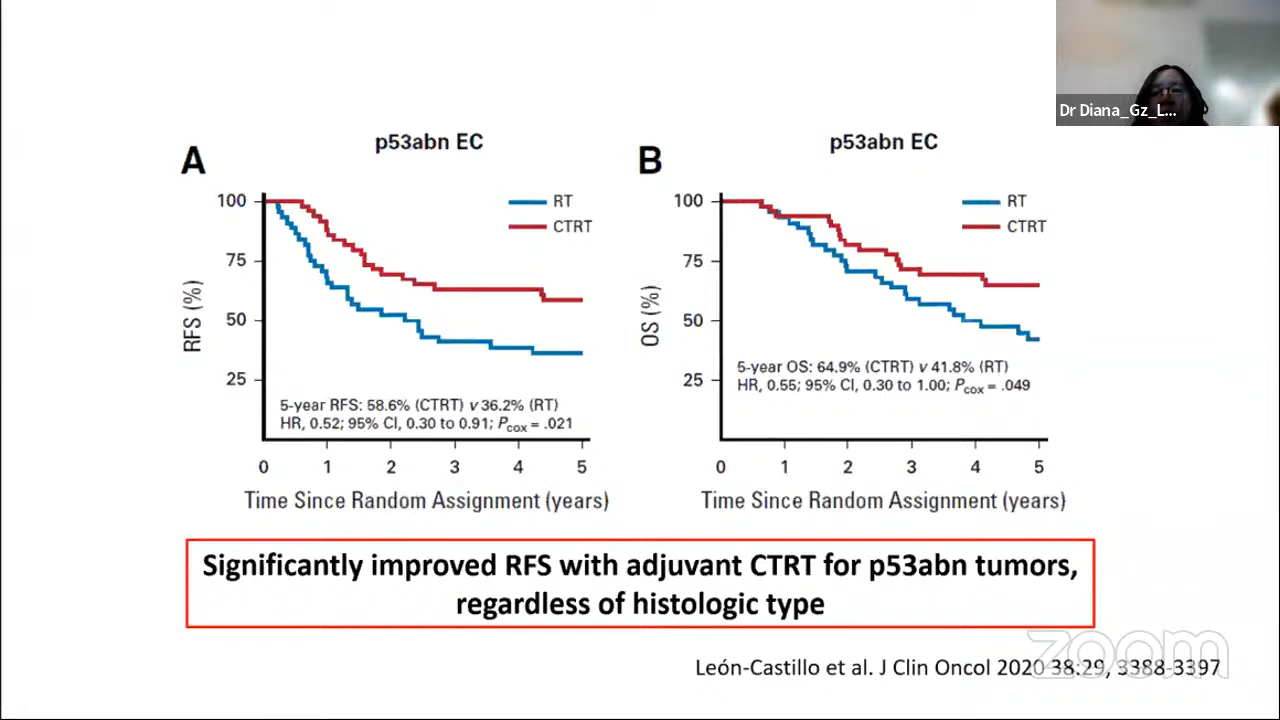 Dr Diana_Gz_L...
A
p53abn EC
100
75
50
25
RFS (%)
RT
CTRT
5-year RFS: 58.6% (CTRT) v 36.2% (RT)
HR, 0.52; 95% CI, 0.30 to 0.91; Pcox = .021
0 1 2 3 4 5
Time Since Random Assignment (years)
B
p53abn EC
100
75
50
25
OS (%)
RT
CTRT
5-year OS: 64.9% (CTRT) v 41.8% (RT)
HR, 0.55; 95% CI, 0.30 to 1.00; Pcox = .049
0 1 2 3 4 5
Time Since Random Assignment (years)
Significantly improved RFS with adjuvant CTRT for p53abn tumors,
regardless of histologic type
zoom
León-Castillo et al. J Clin Oncol 2020 38:29, 3388-3397